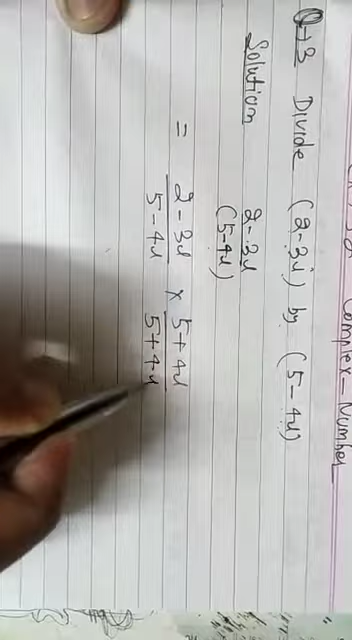 Complex-Number
Q-13 Divide (2-3i) by (5-4i)
Solution 2-3i
(5-4i)
= 2-3i × 5+4i
5-4i 5+4i